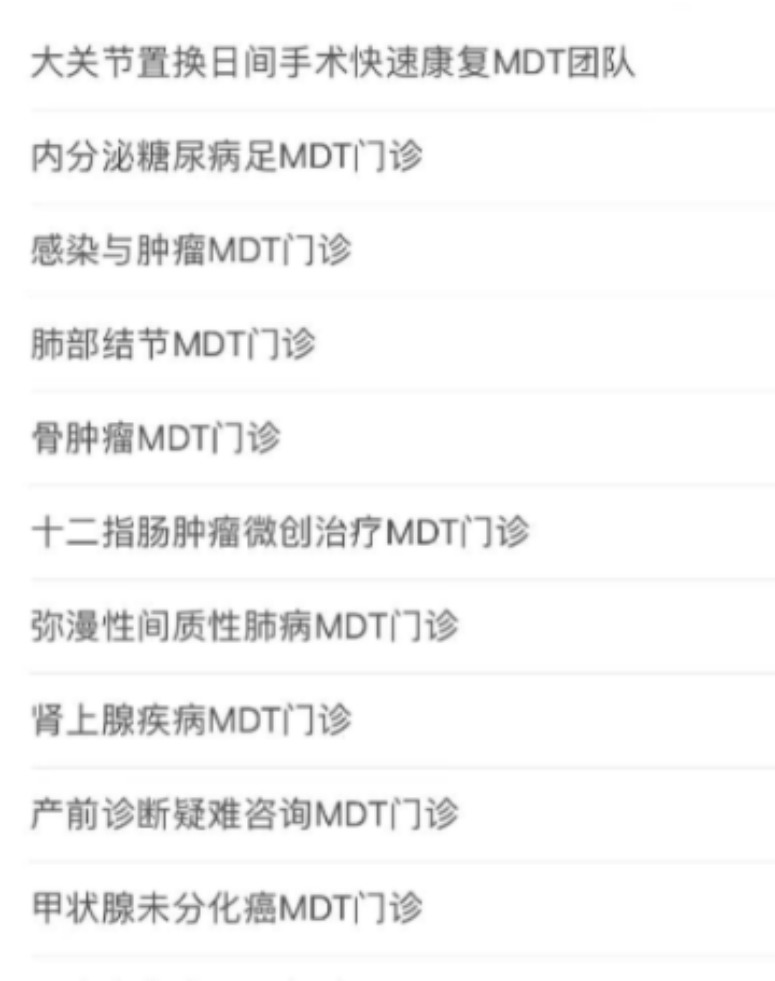 大关节置换日间手术快速康复MDT团队
内分泌糖尿病足MDT门诊
感染与肿瘤MDT门诊
肺部结节MDT门诊
骨肿瘤MDT门诊
十二指肠肿瘤微创治疗MDT门诊
弥漫性间质性肺病MDT门诊
肾上腺疾病MDT门诊
产前诊断疑难咨询MDT门诊
甲状腺未分化癌MDT门诊